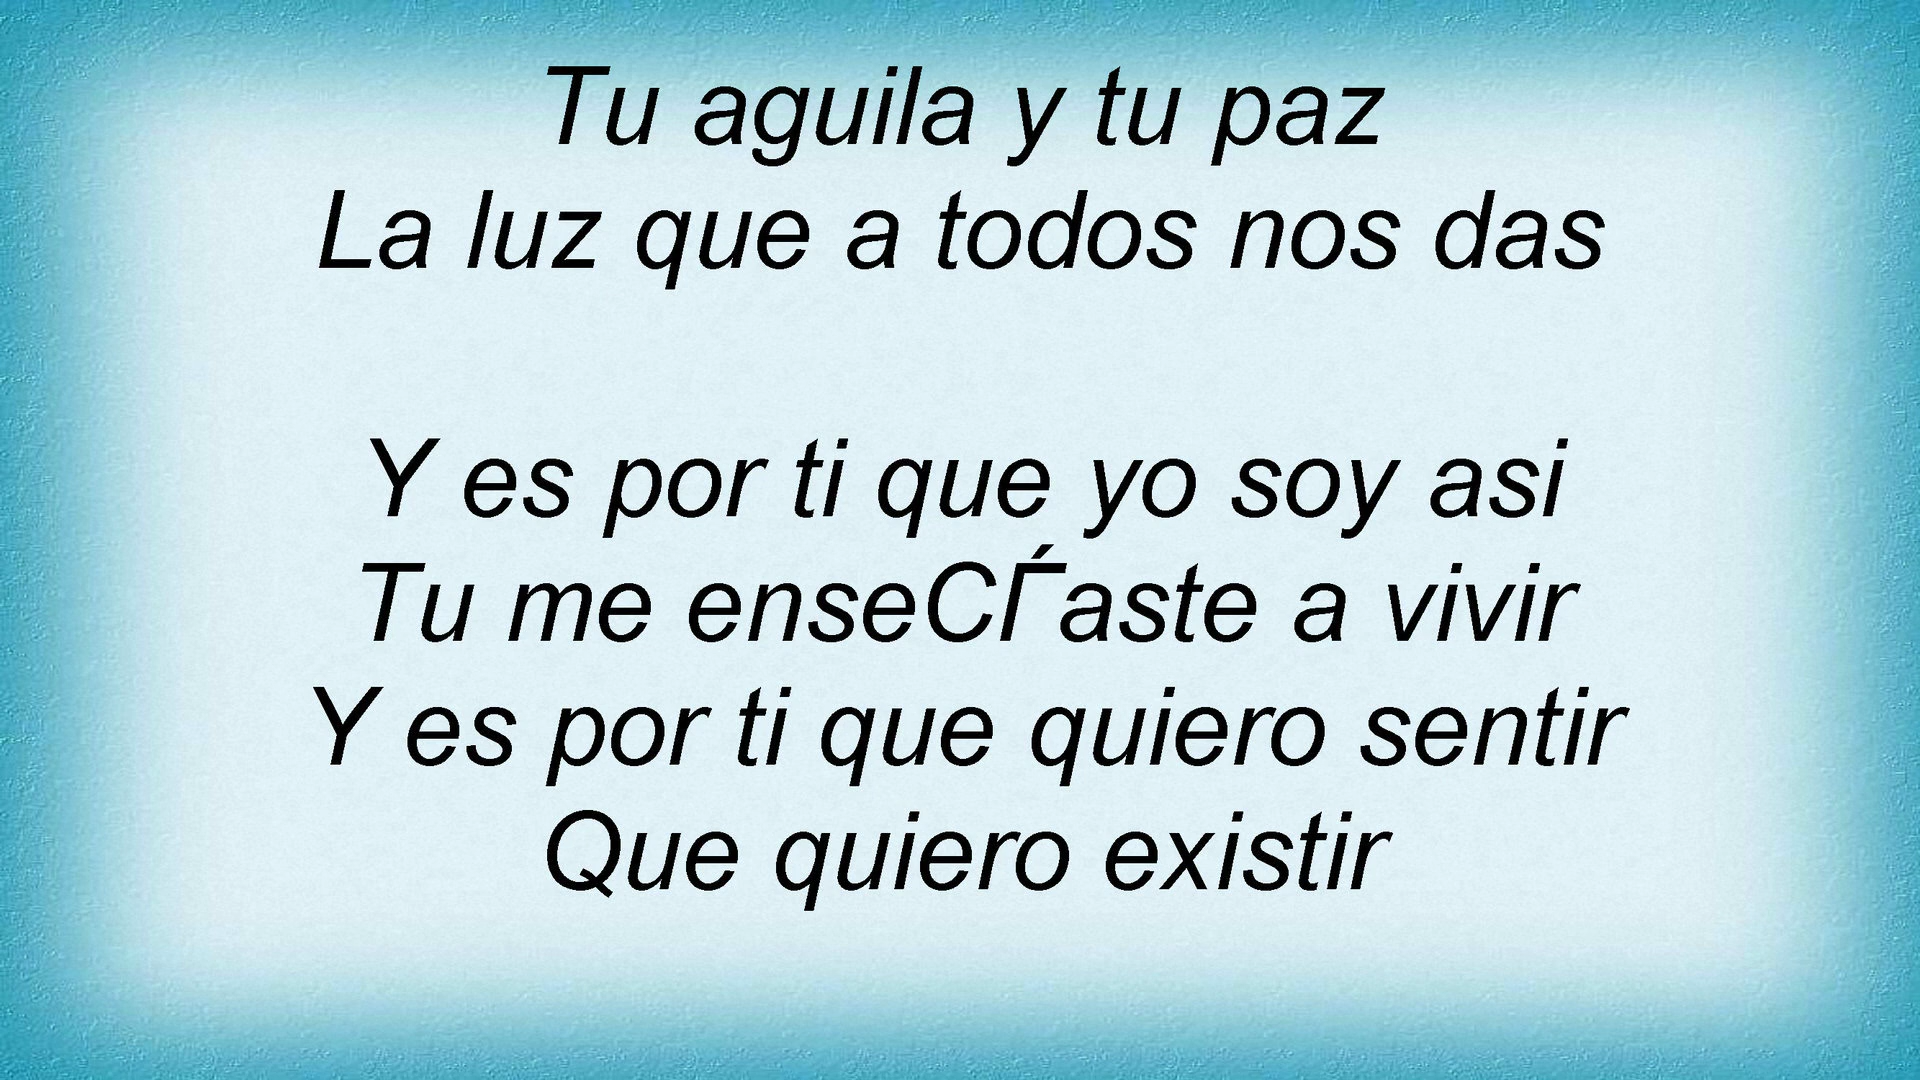 Tu aguila y tu paz
La luz que a todos nos das
Y es por ti que yo soy asi
Tu me enseСЃaste a vivir
Y es por ti que quiero sentir
Que quiero existir